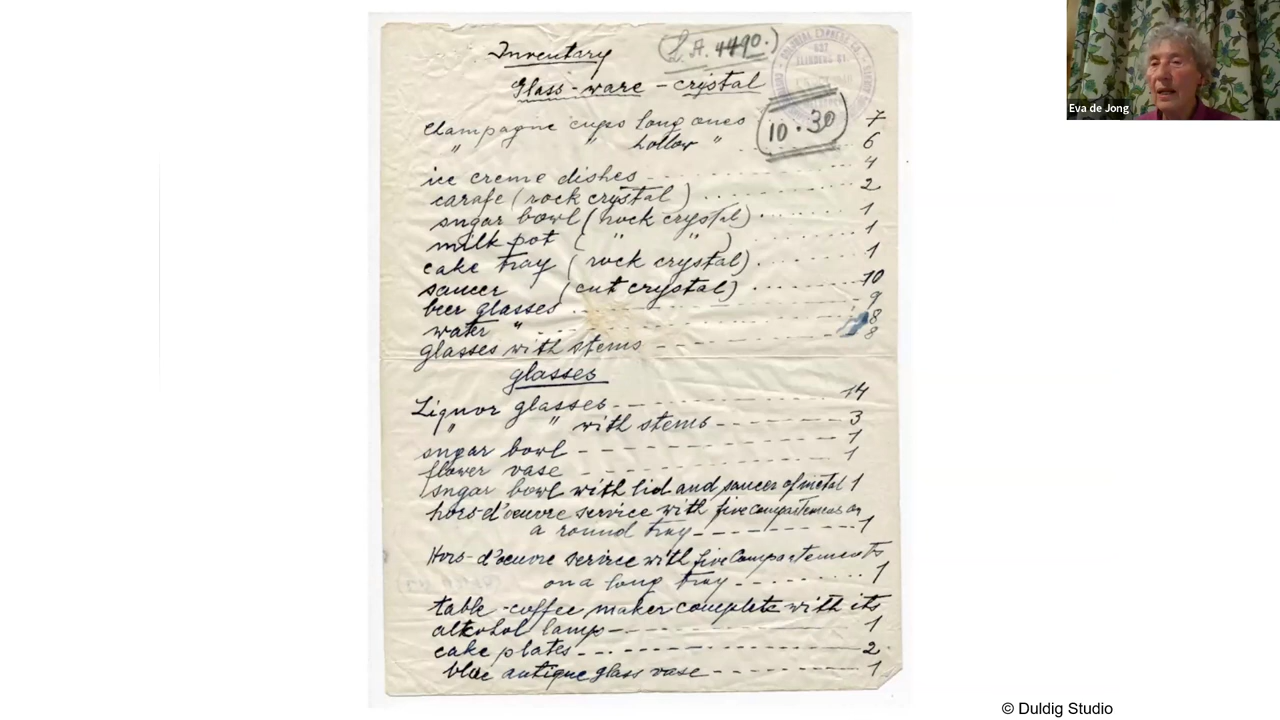 Inventary
(L.A. 4490.)
Glass-ware-crystal
10.30
champagne cups long ones 7
" " hollow " 6
ice creme dishes 4
carafe (rock crystal) 2
sugar bowl (rock crystal) 1
milk pot ( " " ) 1
cake tray (rock crystal) 1
saucer (cut crystal) 10
beer glasses 9
water " 8
glasses with stems 8
glasses
Liquor glasses 14
" " with stems 3
sugar bowl 1
flower vase 1
sugar bowl with lid and saucer of metal 1
hors-d'oeuvre service with five compartements on
a round tray 1
Hors-d'oeuvre service with five Compartements
on a long tray 1
table-coffee maker complete with its
alkohol lamp 1
cake plates 2
blue antique glass vase 1
Eva de Jong
© Duldig Studio